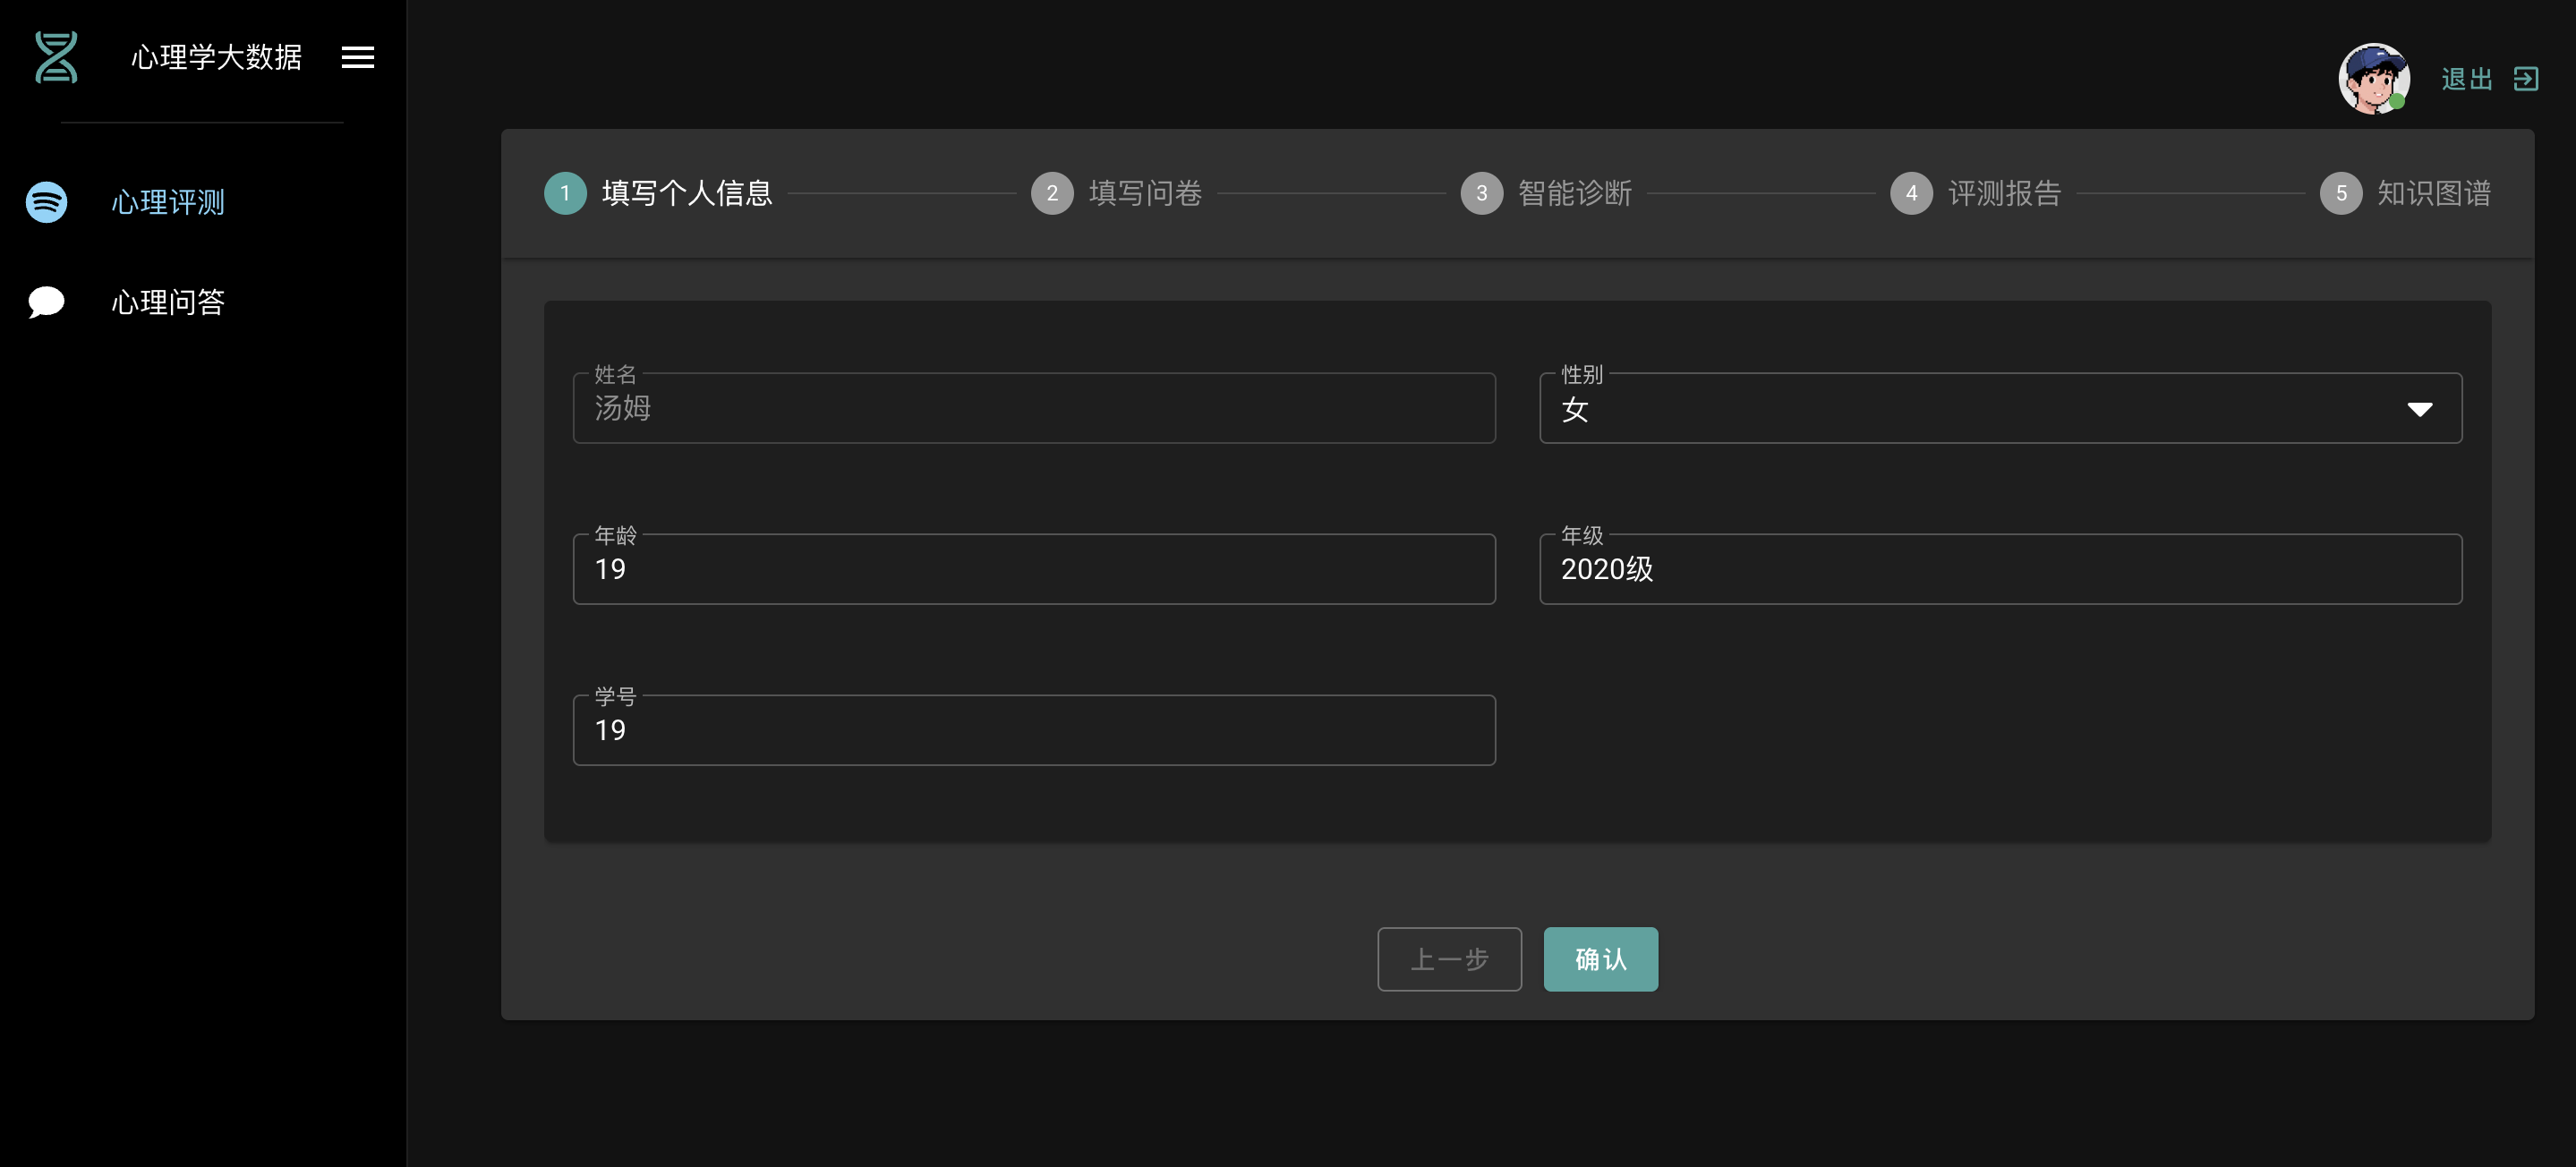 心理学大数据
退出
心理评测
心理问答
1 填写个人信息
2 填写问卷
3 智能诊断
4 评测报告
5 知识图谱
姓名
汤姆
性别
女
年龄
19
年级
2020级
学号
19
上一步
确认